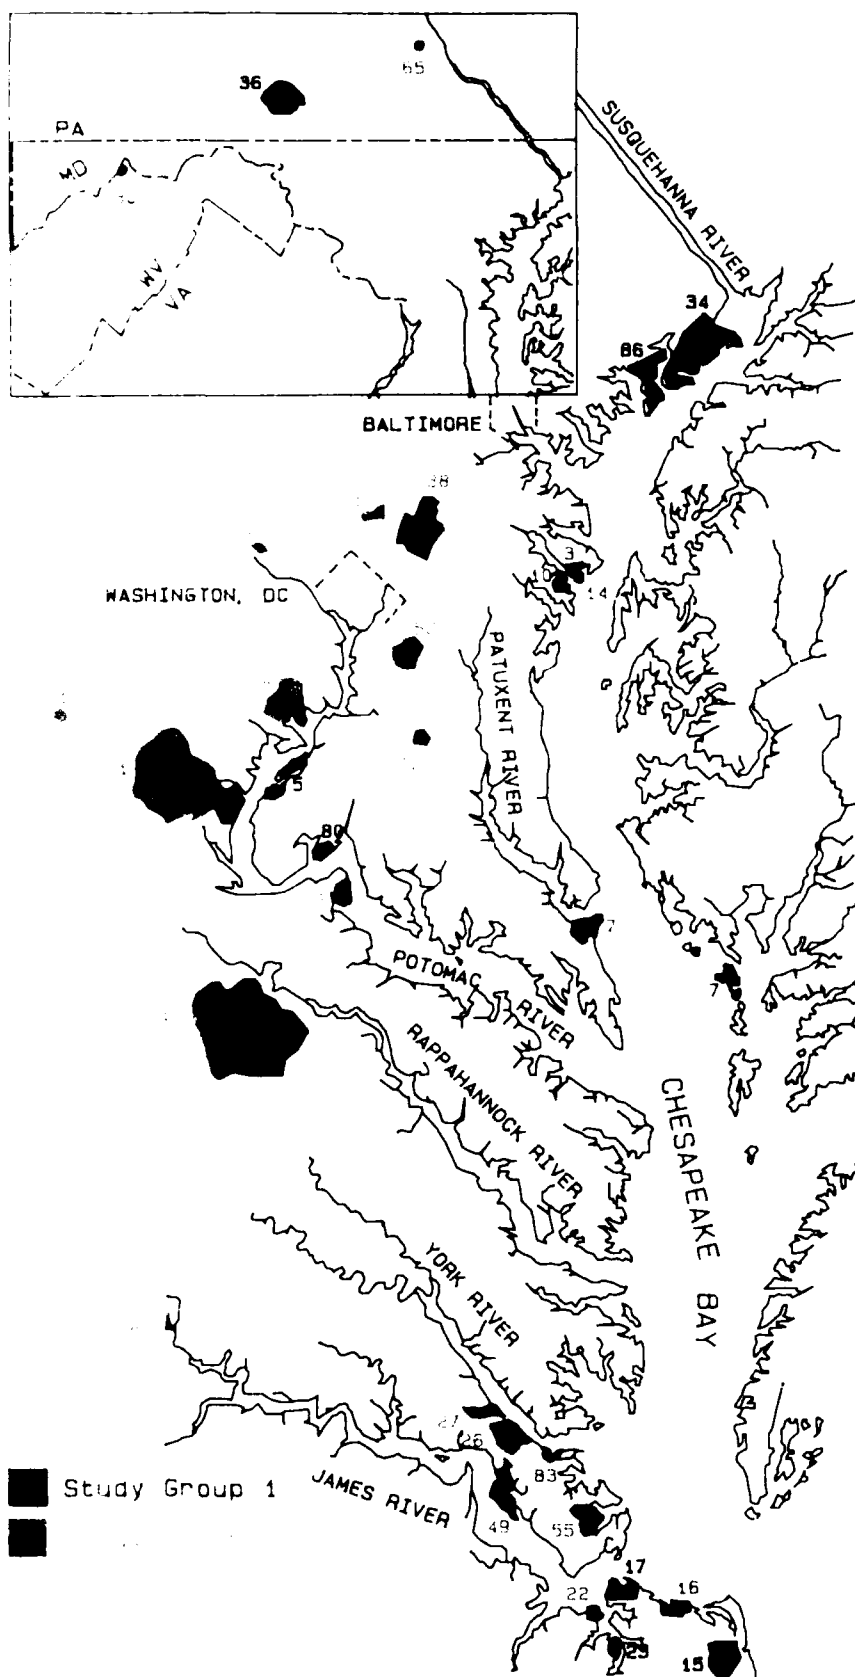 65
36
PA
MD
WV
VA
SUSQUEHANNA RIVER
34
86
BALTIMORE
38
3
10
14
WASHINGTON, DC
PATUXENT RIVER
5
80
7
POTOMAC RIVER
7
RAPPAHANNOCK RIVER
CHESAPEAKE BAY
YORK RIVER
27
26
83
Study Group 1
JAMES RIVER
49
55
17
22
16
15